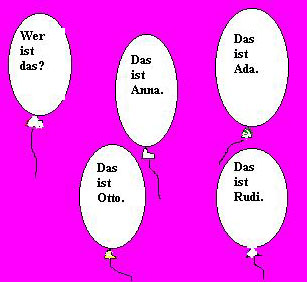 Wer
ist
das?
Das
ist
Anna.
Das
ist
Ada.
Das
ist
Otto.
Das
ist
Rudi.